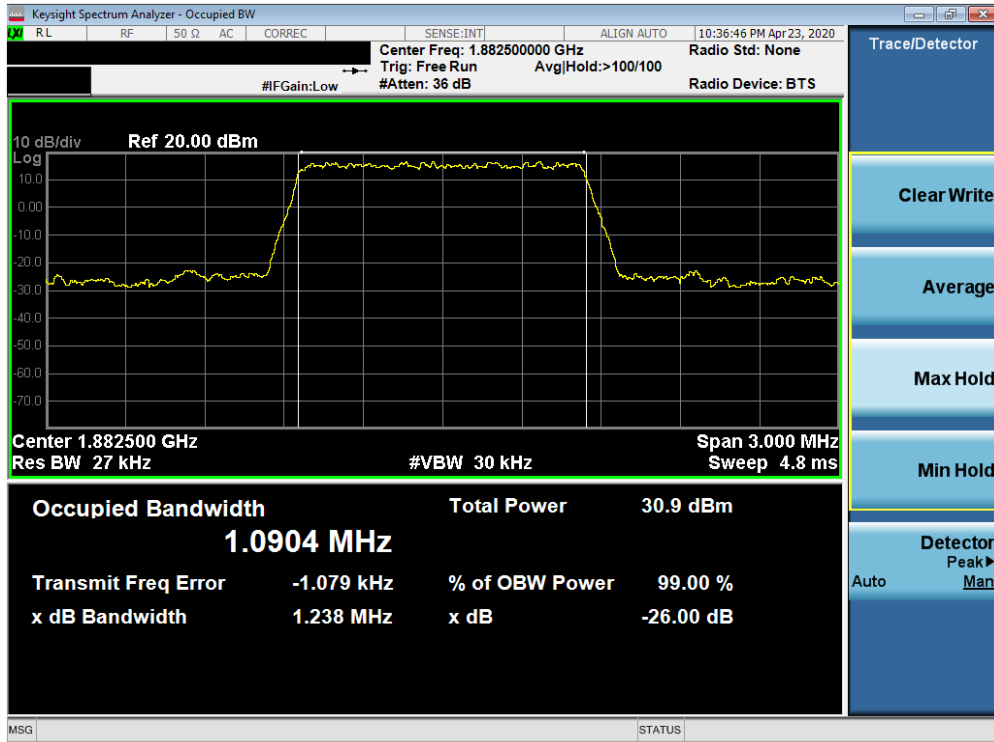 Keysight Spectrum Analyzer - Occupied BW
LXI RL RF 50 Ω AC CORREC SENSE:INT ALIGN AUTO 10:36:46 PM Apr 23, 2020
Center Freq: 1.882500000 GHz Radio Std: None
Trig: Free Run Avg|Hold:>100/100
#IFGain:Low #Atten: 36 dB Radio Device: BTS
10 dB/div Ref 20.00 dBm
Log
10.0
0.00
-10.0
-20.0
-30.0
-40.0
-50.0
-60.0
-70.0
Center 1.882500 GHz Span 3.000 MHz
Res BW 27 kHz #VBW 30 kHz Sweep 4.8 ms
Occupied Bandwidth Total Power 30.9 dBm
1.0904 MHz
Transmit Freq Error -1.079 kHz % of OBW Power 99.00 %
x dB Bandwidth 1.238 MHz x dB -26.00 dB
MSG STATUS
Trace/Detector
Clear Write
Average
Max Hold
Min Hold
Detector
Peak▶
Auto Man